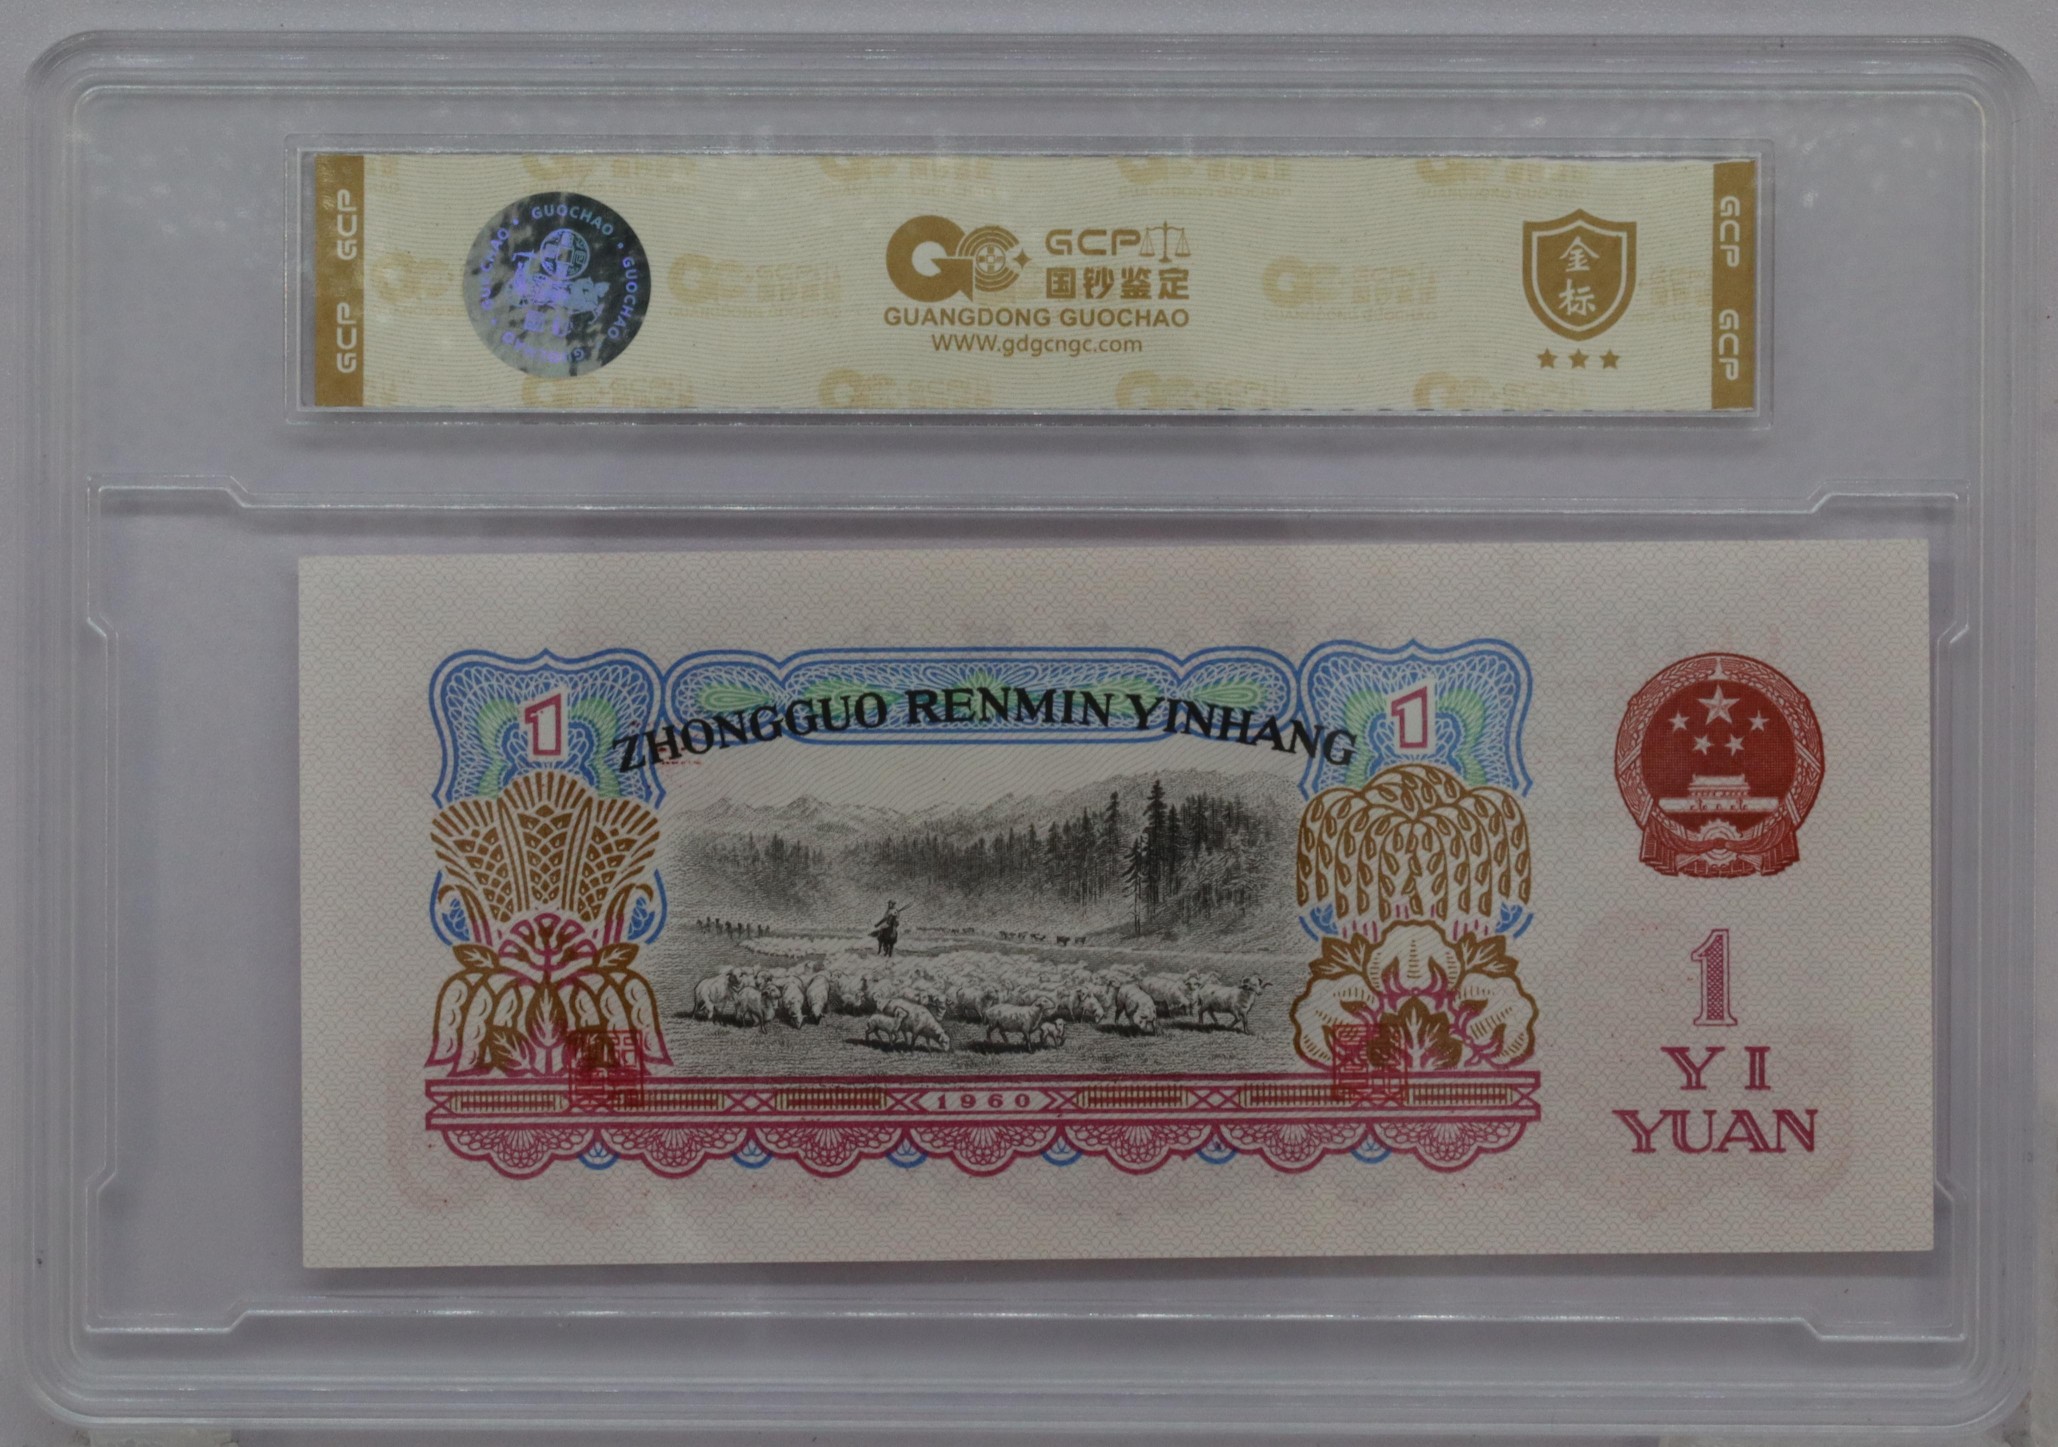 GCP GCP
GUOCHAO • GUOCHAO
GCP
国钞鉴定
GUANGDONG GUOCHAO
WWW.gdgcngc.com
金
标
GCP GCP
ZHONGGUO RENMIN YINHANG
1
1
1960
1
YI
YUAN